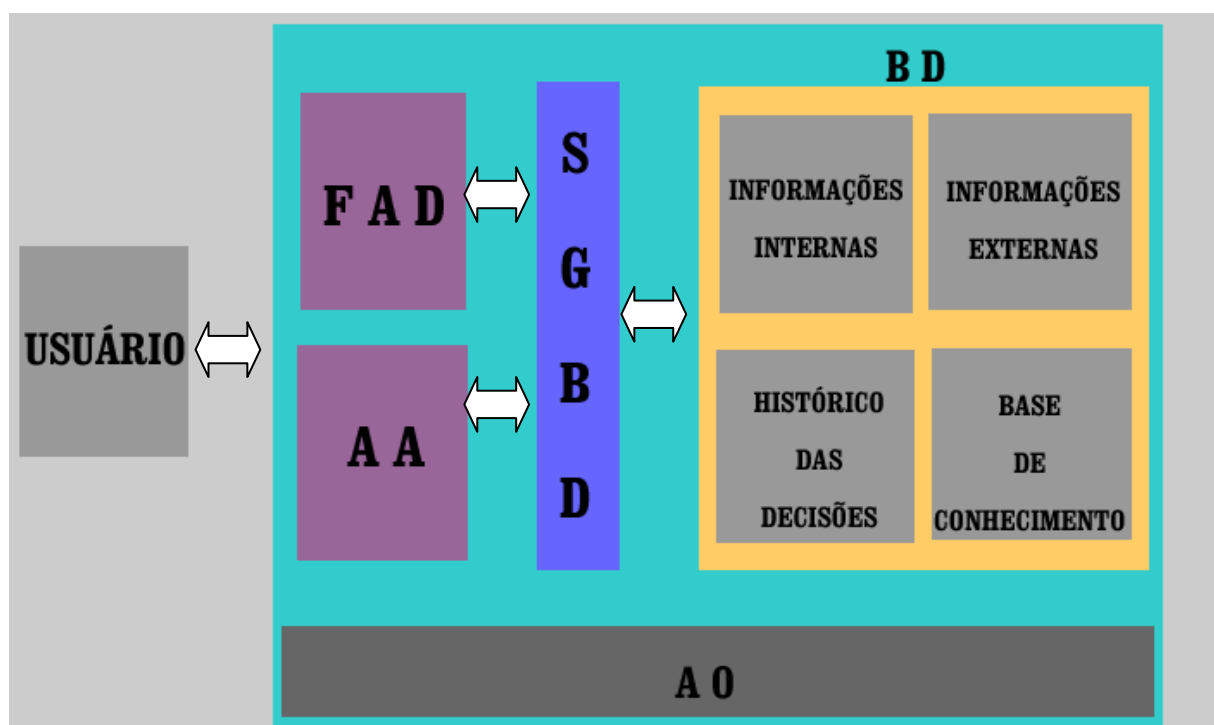 B D
F A D
S
G
B
D
INFORMAÇÕES
INTERNAS
INFORMAÇÕES
EXTERNAS
USUÁRIO
A A
HISTÓRICO
DAS
DECISÕES
BASE
DE
CONHECIMENTO
A O